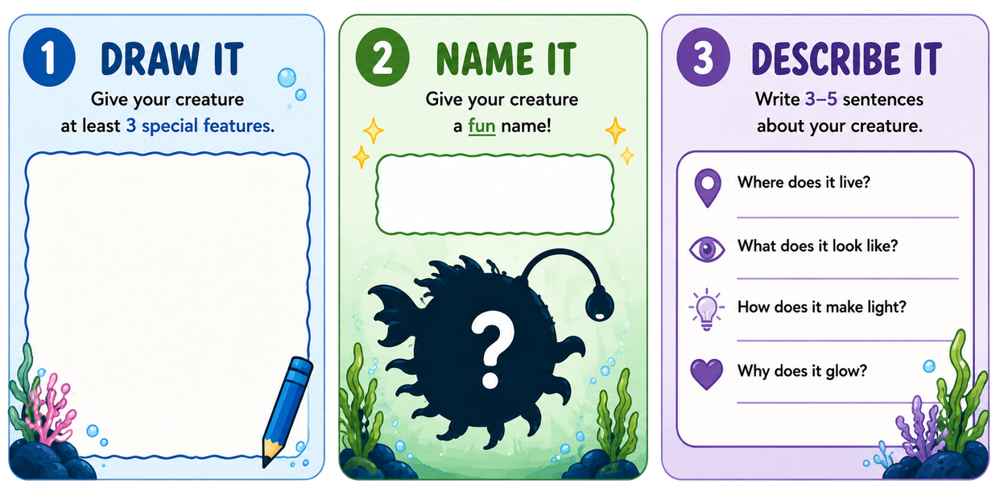 1 DRAW IT
Give your creature
at least 3 special features.
2 NAME IT
Give your creature
a fun name!
?
3 DESCRIBE IT
Write 3–5 sentences
about your creature.
Where does it live?
What does it look like?
How does it make light?
Why does it glow?